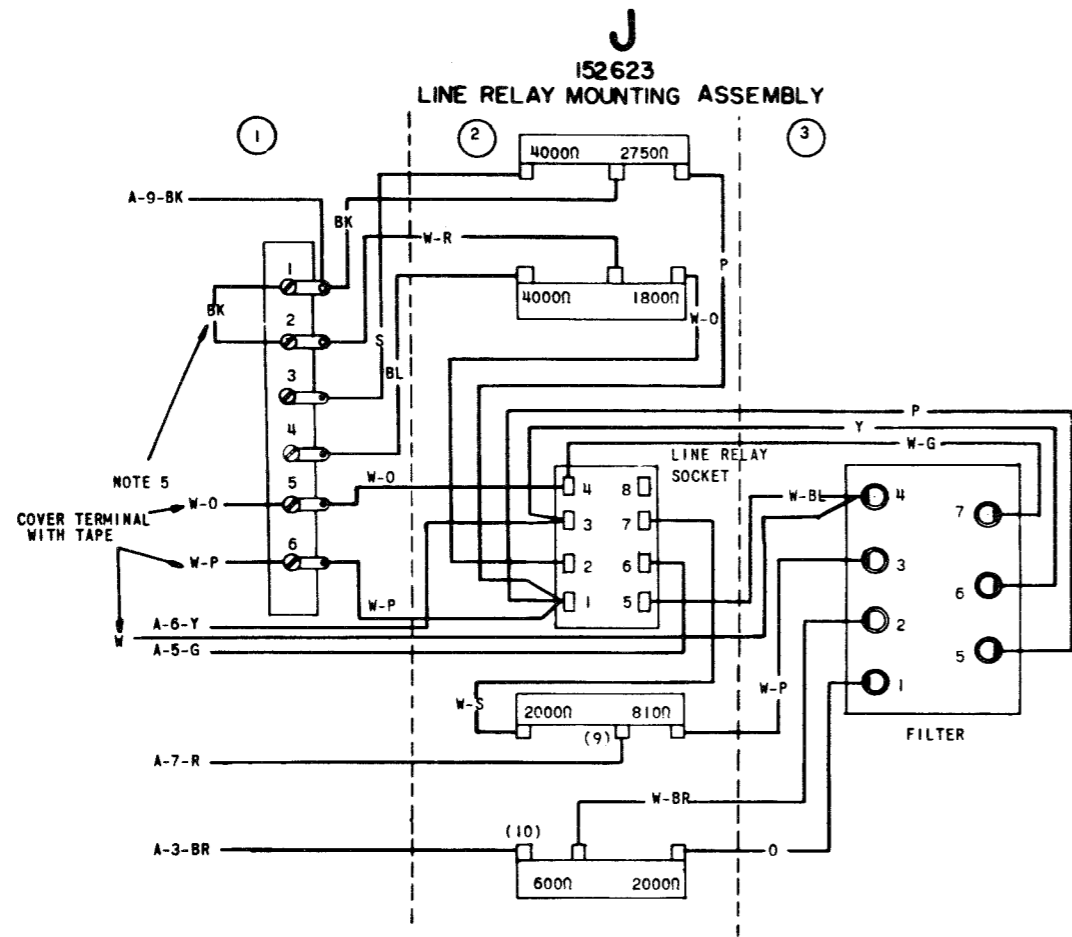 J
152623
LINE RELAY MOUNTING ASSEMBLY
1
2
3
4000Ω 2750Ω
A-9-BK
BK
W-R
P
1
4000Ω 1800Ω
BK
W-O
2
S
BL
3
P
4
Y
W-G
LINE RELAY
SOCKET
NOTE 5
5
W-O
4 8
W-BL
4
7
W-O
COVER TERMINAL
WITH TAPE
3 7
6
W-P
2 6
3
6
W-P
1 5
2
A-6-Y
W
A-5-G
5
W-P
1
W-S
2000Ω 810Ω
(9)
FILTER
A-7-R
W-BR
(10)
A-3-BR
O
600Ω 2000Ω